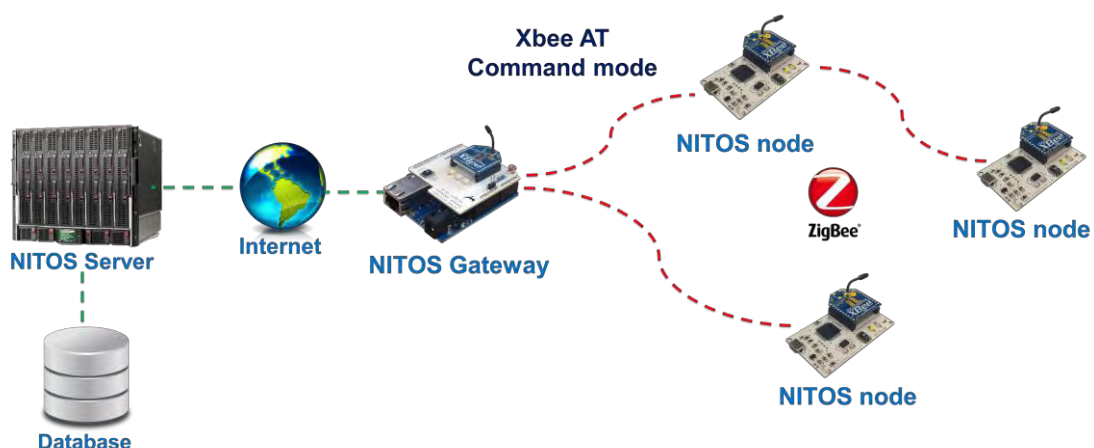 Xbee AT
Command mode
NITOS node
NITOS node
ZigBee®
Internet
NITOS Server
NITOS Gateway
NITOS node
Database